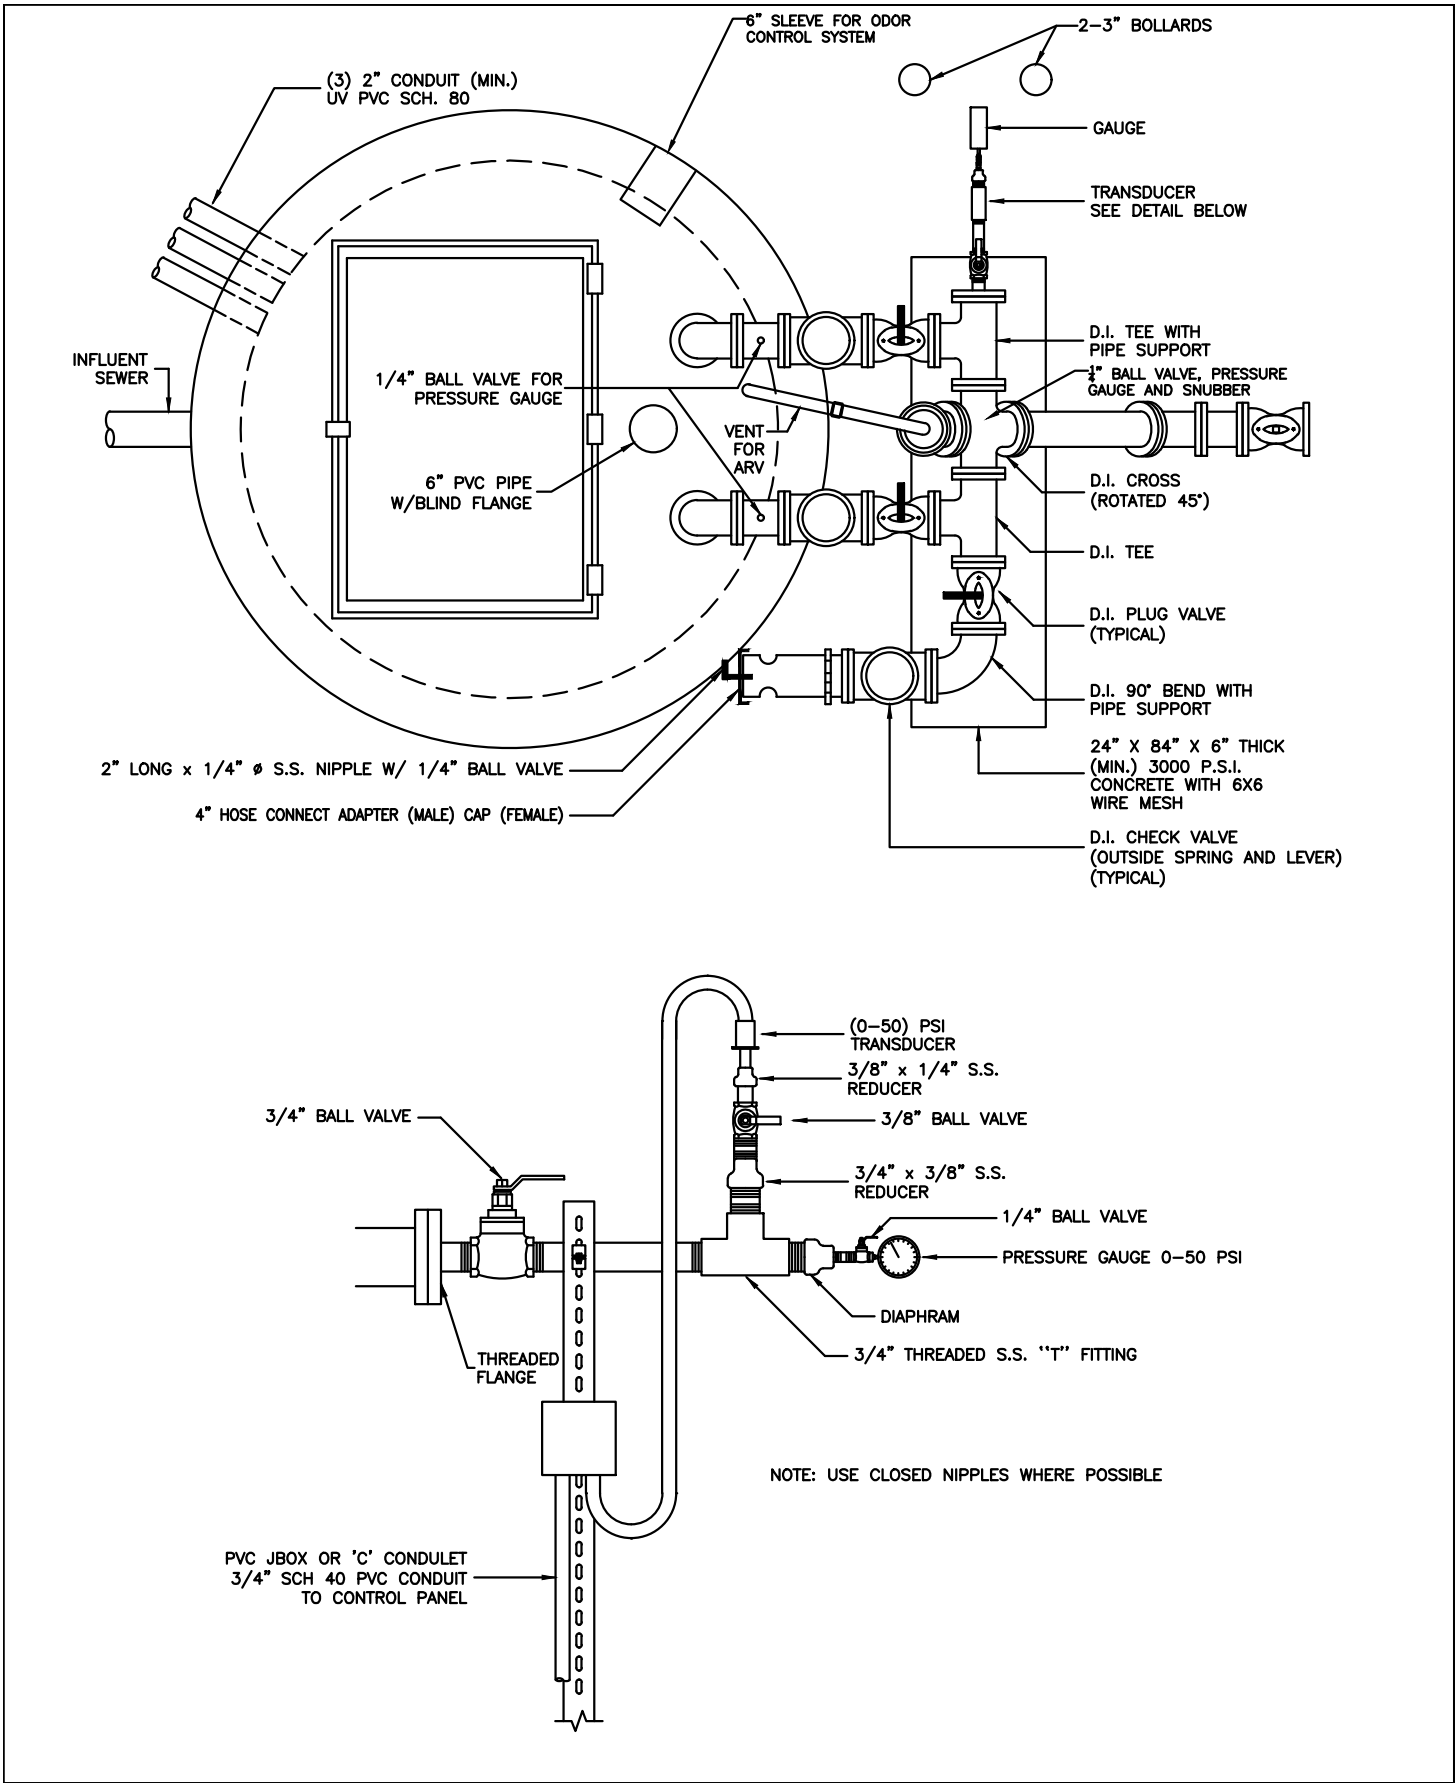 6" SLEEVE FOR ODOR
CONTROL SYSTEM
2-3" BOLLARDS
(3) 2" CONDUIT (MIN.)
UV PVC SCH. 80
GAUGE
TRANSDUCER
SEE DETAIL BELOW
INFLUENT
SEWER
1/4" BALL VALVE FOR
PRESSURE GAUGE
D.I. TEE WITH
PIPE SUPPORT
" BALL VALVE, PRESSURE
GAUGE AND SNUBBER
VENT
FOR
ARV
6" PVC PIPE
W/BLIND FLANGE
D.I. CROSS
(ROTATED 45°)
D.I. TEE
D.I. PLUG VALVE
(TYPICAL)
D.I. 90° BEND WITH
PIPE SUPPORT
2" LONG x 1/4" ø S.S. NIPPLE W/ 1/4" BALL VALVE
4" HOSE CONNECT ADAPTER (MALE) CAP (FEMALE)
24" X 84" X 6" THICK
(MIN.) 3000 P.S.I.
CONCRETE WITH 6X6
WIRE MESH
D.I. CHECK VALVE
(OUTSIDE SPRING AND LEVER)
(TYPICAL)
(0-50) PSI
TRANSDUCER
3/8" x 1/4" S.S.
REDUCER
3/4" BALL VALVE
3/8" BALL VALVE
3/4" x 3/8" S.S.
REDUCER
1/4" BALL VALVE
PRESSURE GAUGE 0-50 PSI
DIAPHRAM
3/4" THREADED S.S. ''T'' FITTING
THREADED
FLANGE
NOTE: USE CLOSED NIPPLES WHERE POSSIBLE
PVC JBOX OR 'C' CONDULET
3/4" SCH 40 PVC CONDUIT
TO CONTROL PANEL